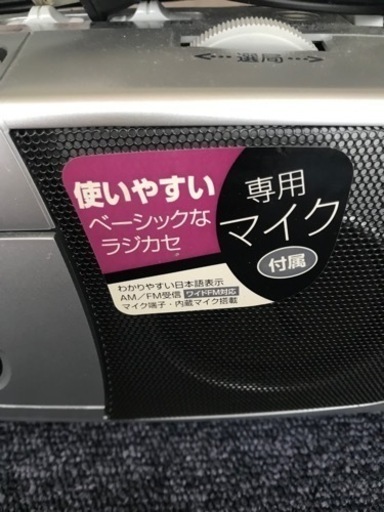 <…選局…>
使いやすい
ベーシックな
ラジカセ
専用
マイク
付属
わかりやすい日本語表示
AM/FM受信 ワイドFM対応
マイク端子・内蔵マイク搭載